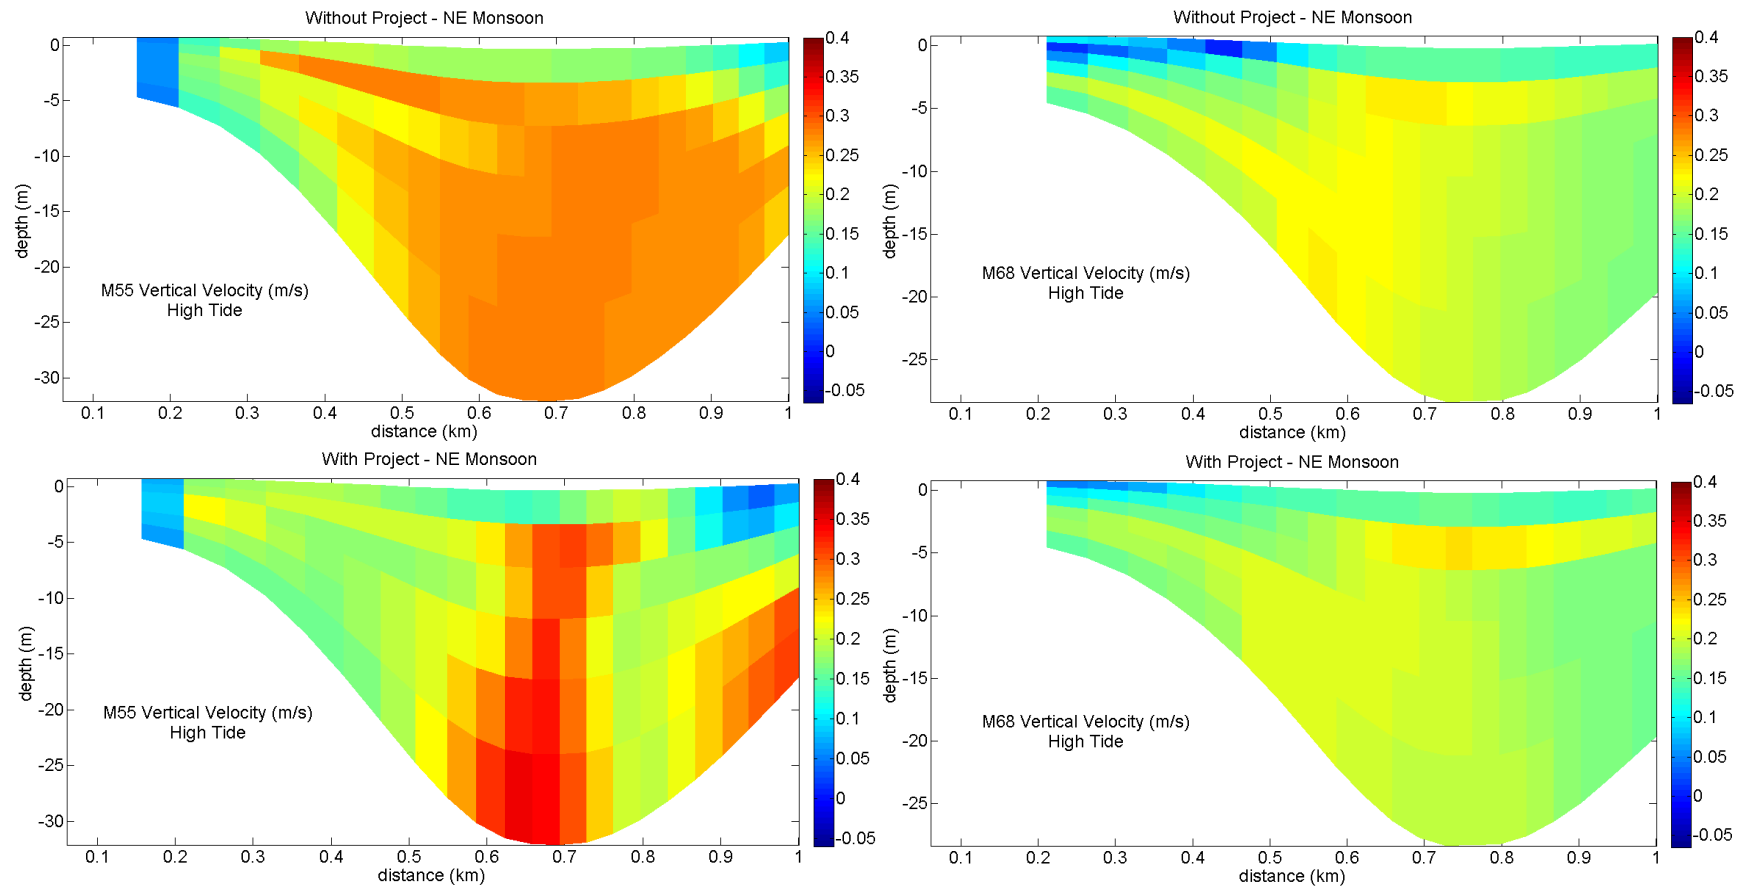 Without Project - NE Monsoon
0
-5
-10
-15
-20
-25
-30
depth (m)
M55 Vertical Velocity (m/s)
High Tide
0.1 0.2 0.3 0.4 0.5 0.6 0.7 0.8 0.9 1
distance (km)
0.4
0.35
0.3
0.25
0.2
0.15
0.1
0.05
0
-0.05
Without Project - NE Monsoon
0
-5
-10
-15
-20
-25
depth (m)
M68 Vertical Velocity (m/s)
High Tide
0.1 0.2 0.3 0.4 0.5 0.6 0.7 0.8 0.9 1
distance (km)
0.4
0.35
0.3
0.25
0.2
0.15
0.1
0.05
0
-0.05
With Project - NE Monsoon
0
-5
-10
-15
-20
-25
-30
depth (m)
M55 Vertical Velocity (m/s)
High Tide
0.1 0.2 0.3 0.4 0.5 0.6 0.7 0.8 0.9 1
distance (km)
0.4
0.35
0.3
0.25
0.2
0.15
0.1
0.05
0
-0.05
With Project - NE Monsoon
0
-5
-10
-15
-20
-25
depth (m)
M68 Vertical Velocity (m/s)
High Tide
0.1 0.2 0.3 0.4 0.5 0.6 0.7 0.8 0.9 1
distance (km)
0.4
0.35
0.3
0.25
0.2
0.15
0.1
0.05
0
-0.05